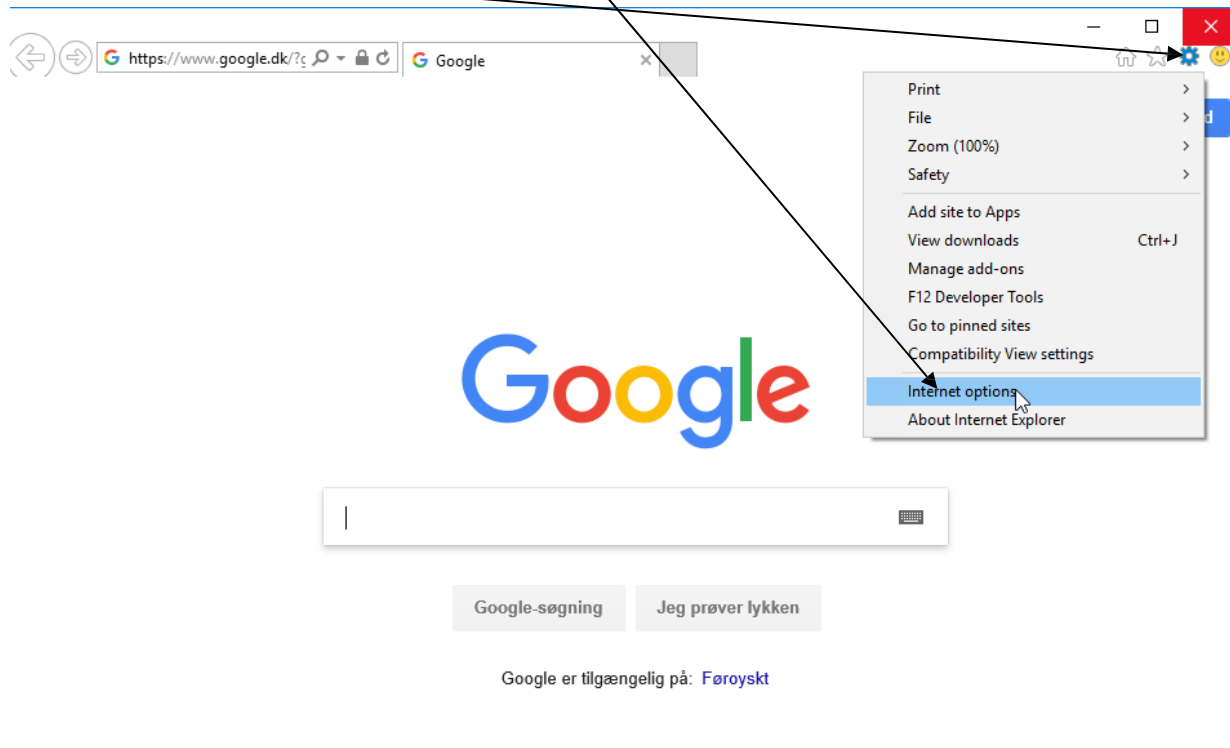 https://www.google.dk/?g
Google
Print
File
Zoom (100%)
Safety
Add site to Apps
View downloads Ctrl+J
Manage add-ons
F12 Developer Tools
Go to pinned sites
Compatibility View settings
Internet options
About Internet Explorer
Google
Google-søgning Jeg prøver lykken
Google er tilgængelig på: Føroyskt